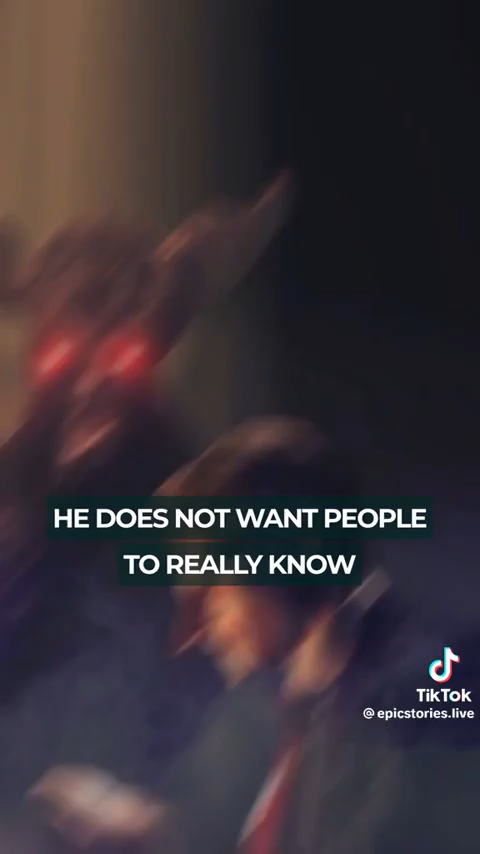 HE DOES NOT WANT PEOPLE
TO REALLY KNOW
TikTok
@epicstories.live